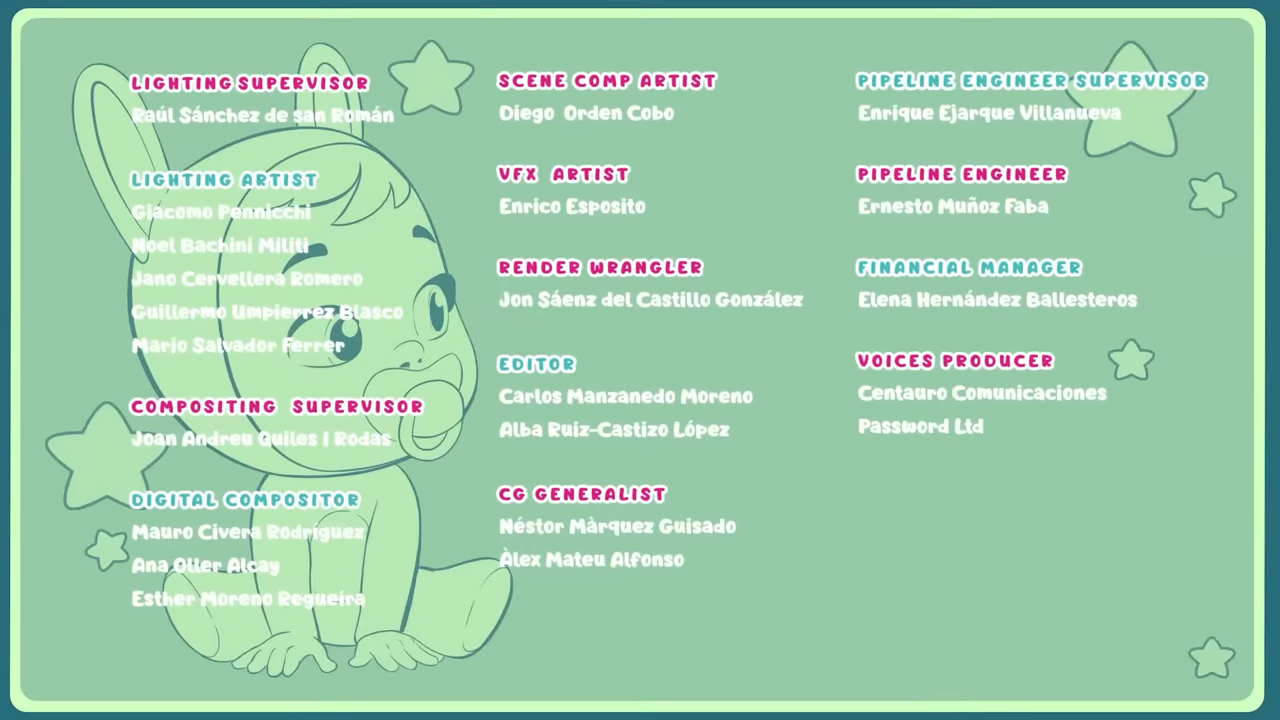 LIGHTING SUPERVISOR
Raúl Sánchez de san Román
LIGHTING ARTIST
Giacomo Pennicchi
Noel Bachini Militi
Jano Cervellera Romero
Guillermo Umpierrez Blasco
Mario Salvador Ferrer
COMPOSITING SUPERVISOR
Joan Andreu Quiles I Rodas
DIGITAL COMPOSITOR
Mauro Civera Rodríguez
Ana Oller Alcay
Esther Moreno Regueira
SCENE COMP ARTIST
Diego Orden Cobo
VFX ARTIST
Enrico Esposito
RENDER WRANGLER
Jon Sáenz del Castillo González
EDITOR
Carlos Manzanedo Moreno
Alba Ruiz-Castizo López
CG GENERALIST
Néstor Màrquez Guisado
Àlex Mateu Alfonso
PIPELINE ENGINEER SUPERVISOR
Enrique Ejarque Villanueva
PIPELINE ENGINEER
Ernesto Muñoz Faba
FINANCIAL MANAGER
Elena Hernández Ballesteros
VOICES PRODUCER
Centauro Comunicaciones
Password Ltd